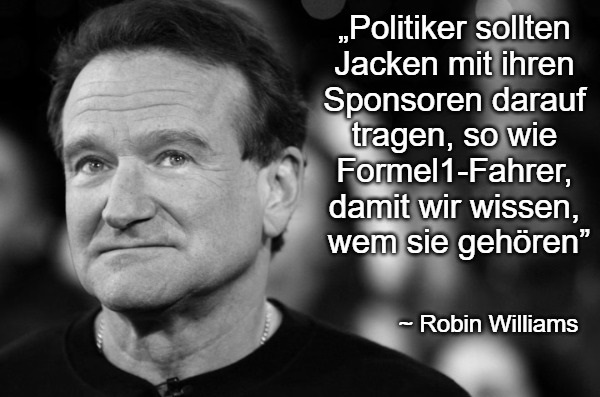 „Politiker sollten
Jacken mit ihren
Sponsoren darauf
tragen, so wie
Formel1-Fahrer,
damit wir wissen,
wem sie gehören”
~ Robin Williams